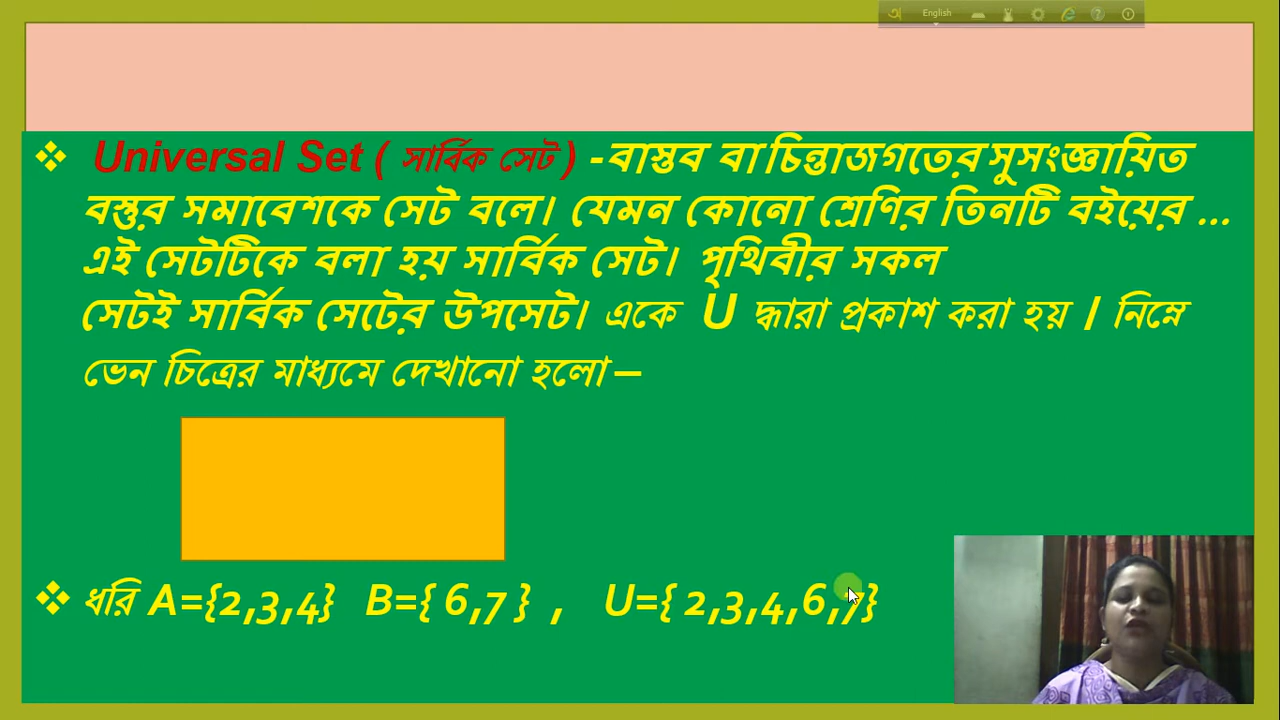 English
❖ Universal Set ( সার্বিক সেট ) -বাস্তব বা চিন্তাজগতের সুসংজ্ঞায়িত
বস্তুর সমাবেশকে সেট বলে। যেমন কোনো শ্রেণির তিনটি বইয়ের ...
এই সেটটিকে বলা হয় সার্বিক সেট। পৃথিবীর সকল
সেটই সার্বিক সেটের উপসেট। একে U দ্ধারা প্রকাশ করা হয় / নিম্নে
ভেন চিত্রের মাধ্যমে দেখানো হলো –
❖ ধরি A={2,3,4} B={ 6,7 } , U={ 2,3,4,6,7}